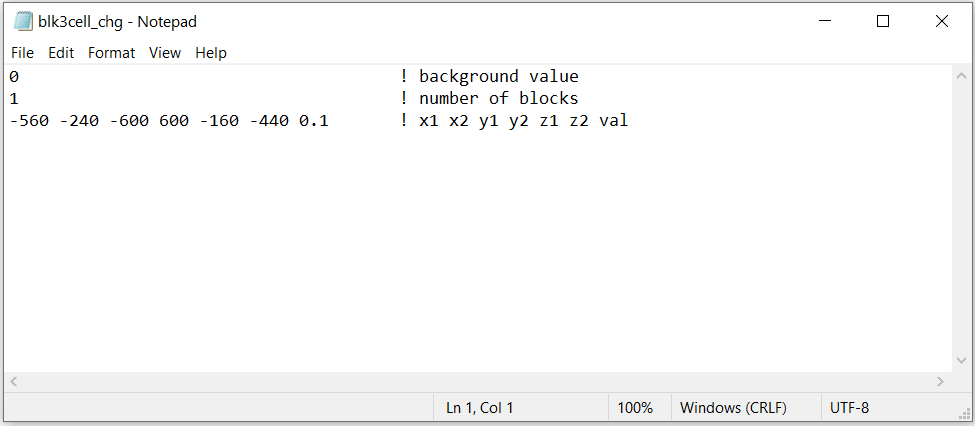 blk3cell_chg - Notepad
File Edit Format View Help
0 ! background value
1 ! number of blocks
-560 -240 -600 600 -160 -440 0.1 ! x1 x2 y1 y2 z1 z2 val
Ln 1, Col 1 100% Windows (CRLF) UTF-8